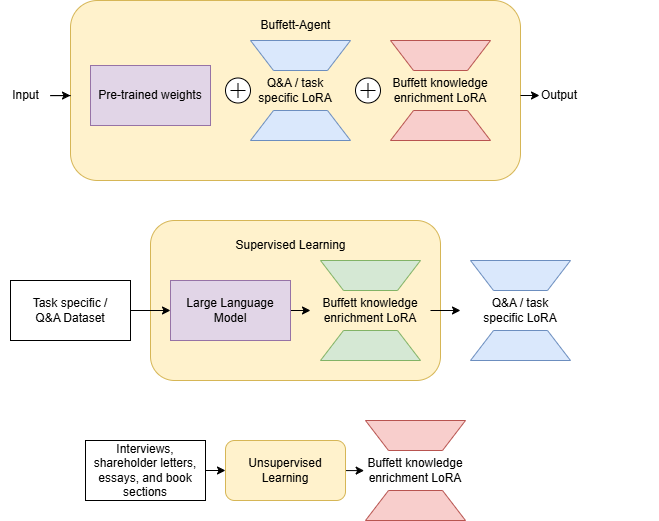 Buffett-Agent
Input
Pre-trained weights
Q&A / task
specific LoRA
Buffett knowledge
enrichment LoRA
Output
Supervised Learning
Task specific /
Q&A Dataset
Large Language
Model
Buffett knowledge
enrichment LoRA
Q&A / task
specific LoRA
Interviews,
shareholder letters,
essays, and book
sections
Unsupervised
Learning
Buffett knowledge
enrichment LoRA